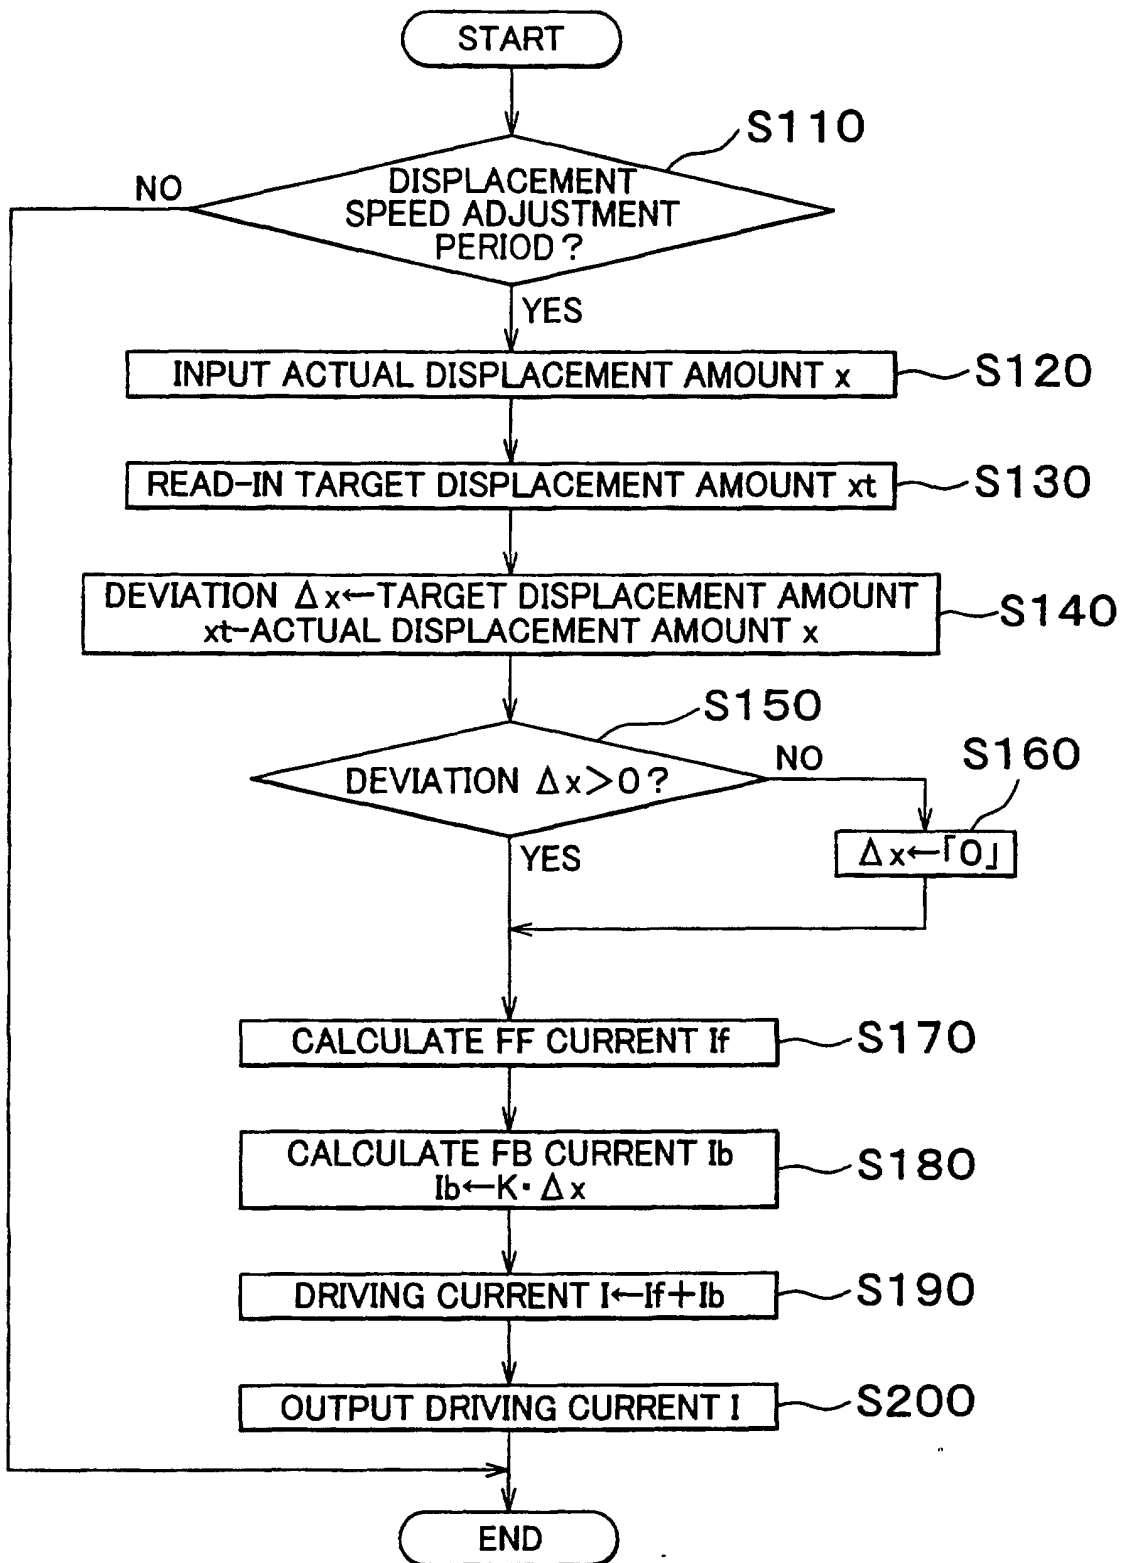 START
S110
NO
DISPLACEMENT
SPEED ADJUSTMENT
PERIOD?
YES
INPUT ACTUAL DISPLACEMENT AMOUNT x
S120
READ-IN TARGET DISPLACEMENT AMOUNT xt
S130
DEVIATION Δx←TARGET DISPLACEMENT AMOUNT
xt-ACTUAL DISPLACEMENT AMOUNT x
S140
S150
DEVIATION Δx>0?
NO
S160
Δx←「0」
YES
CALCULATE FF CURRENT If
S170
CALCULATE FB CURRENT Ib
Ib←K・Δx
S180
DRIVING CURRENT I←If+Ib
S190
OUTPUT DRIVING CURRENT I
S200
END